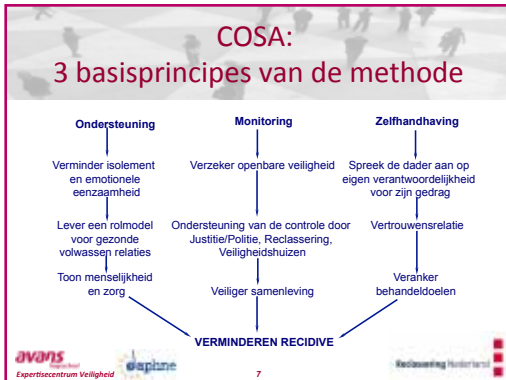 COSA:
3 basisprincipes van de methode
Ondersteuning
Verminder isolement
en emotionele
eenzaamheid
Lever een rolmodel
voor gezonde
volwassen relaties
Toon menselijkheid
en zorg
Monitoring
Verzeker openbare veiligheid
Ondersteuning van de controle door
Justitie/Politie, Reclassering,
Veiligheidshuizen
Veiliger samenleving
Zelfhandhaving
Spreek de dader aan op
eigen verantwoordelijkheid
voor zijn gedrag
Vertrouwensrelatie
Veranker
behandeldoelen
VERMINDEREN RECIDIVE
avans
hogeschool
Expertisecentrum Veiligheid
daphne
7
Reclassering Nederland